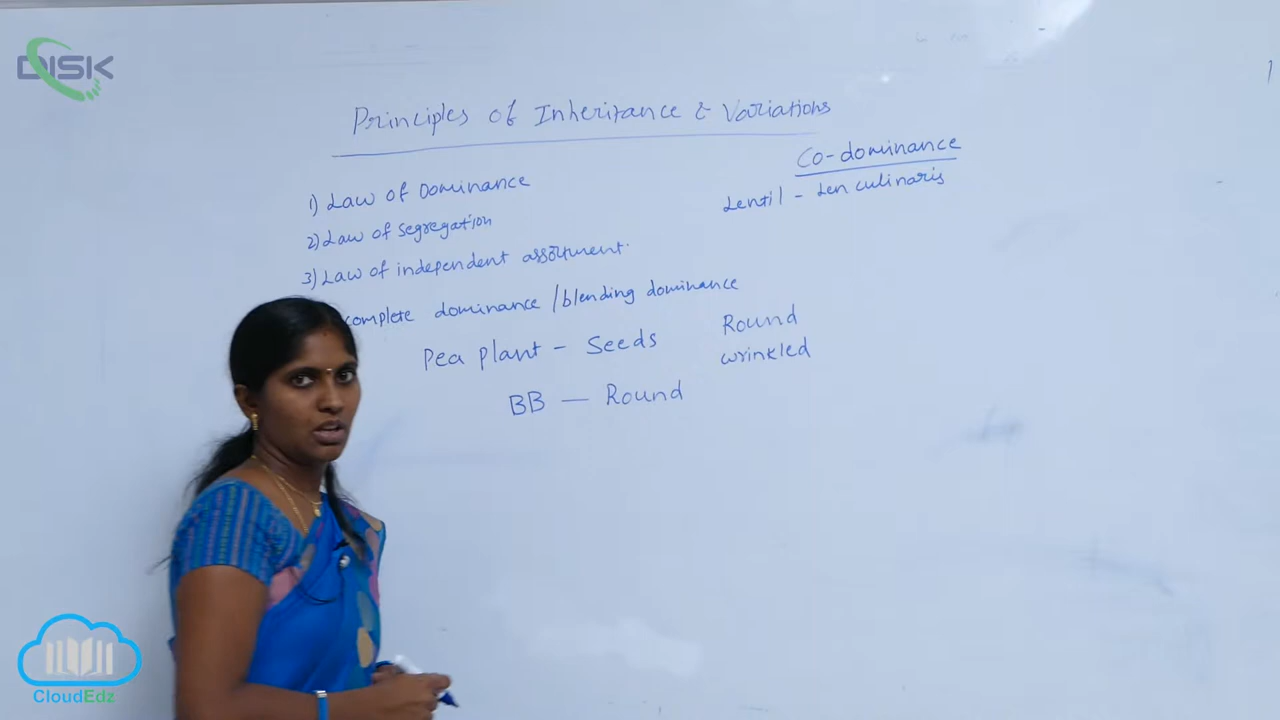 DISK
Principles of Inheritance & Variations
1) Law of Dominance
2) Law of segregation
3) Law of independent assortment.
complete dominance / blending dominance
Pea plant - Seeds
Round
wrinkled
BB — Round
Co-dominance
Lentil - Len culinaris
CloudEdz